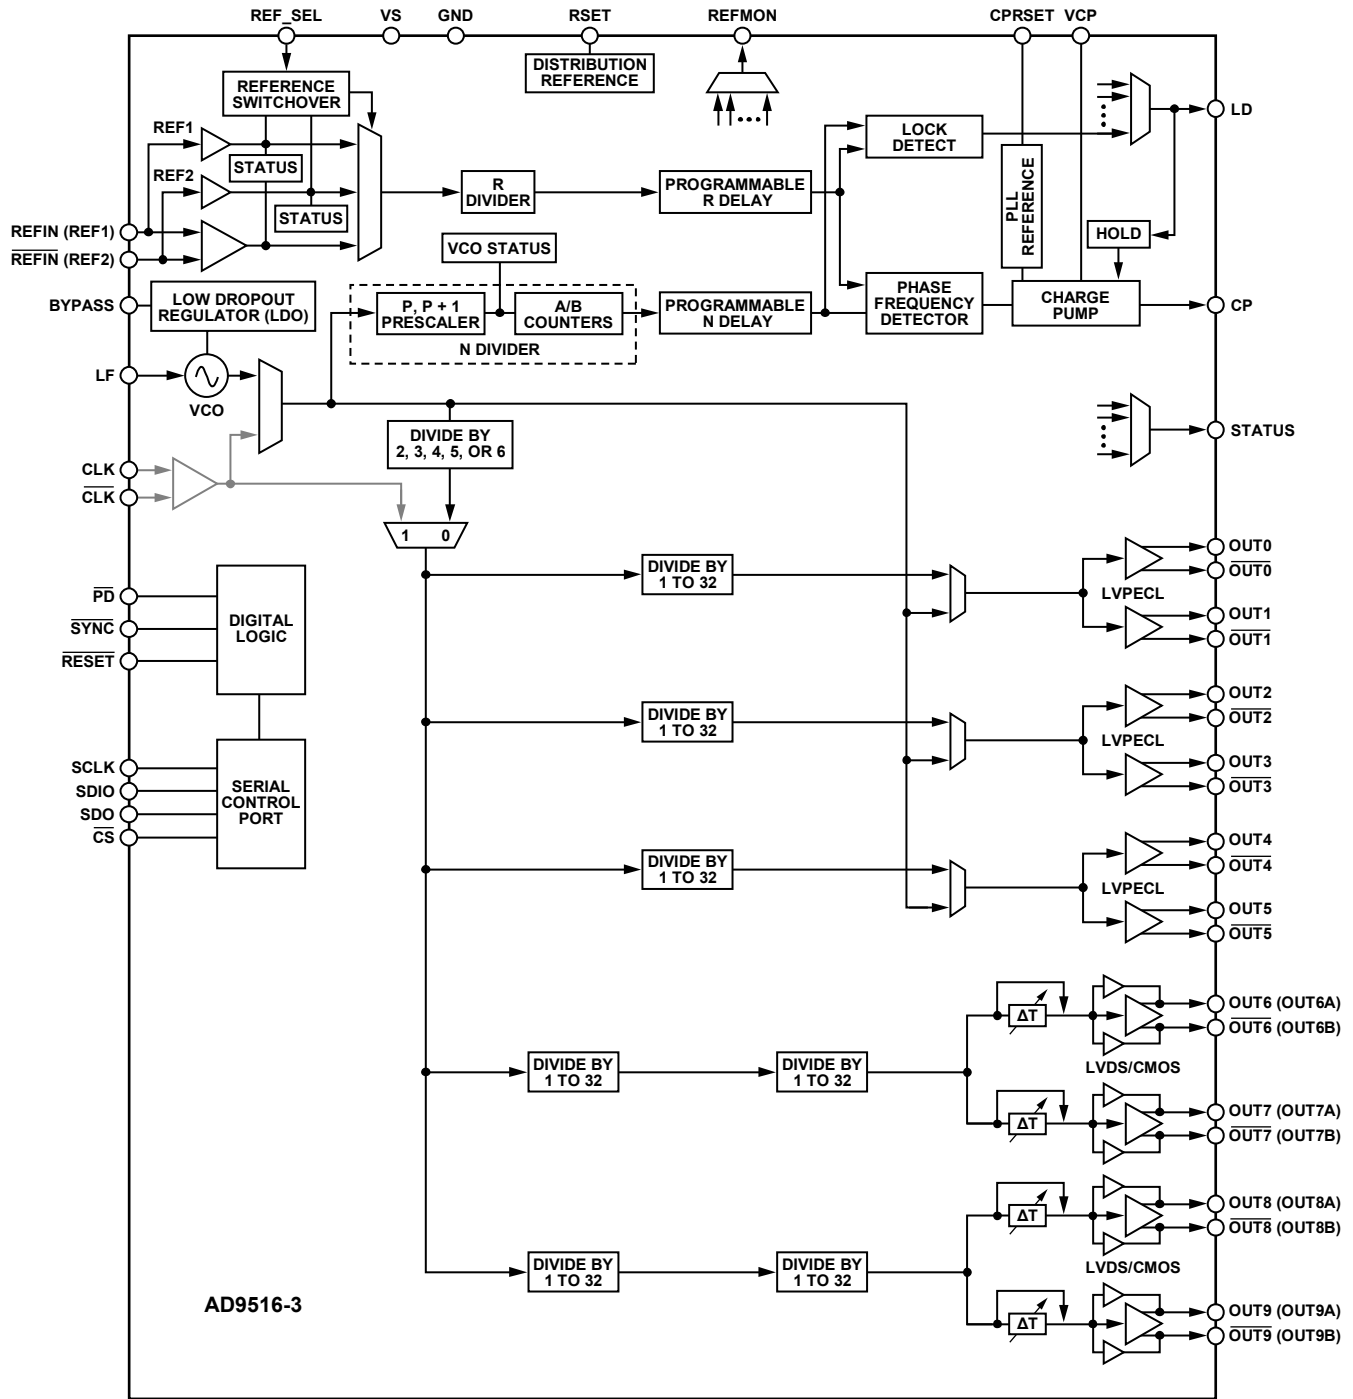 REF_SEL VS GND RSET REFMON CPRSET VCP
DISTRIBUTION
REFERENCE
REFERENCE
SWITCHOVER
REF1
STATUS
REF2
STATUS
REFIN (REF1)
REFIN (REF2)
BYPASS
LF
CLK
CLK
LOW DROPOUT
REGULATOR (LDO)
VCO
R
DIVIDER
VCO STATUS
P, P + 1
PRESCALER
A/B
COUNTERS
N DIVIDER
PROGRAMMABLE
R DELAY
PROGRAMMABLE
N DELAY
LOCK
DETECT
PHASE
FREQUENCY
DETECTOR
PLL
REFERENCE
HOLD
CHARGE
PUMP
LD
CP
STATUS
DIVIDE BY
2, 3, 4, 5, OR 6
1 0
PD
SYNC
RESET
DIGITAL
LOGIC
SCLK
SDIO
SDO
CS
SERIAL
CONTROL
PORT
DIVIDE BY
1 TO 32
LVPECL
OUT0
OUT0
OUT1
OUT1
DIVIDE BY
1 TO 32
LVPECL
OUT2
OUT2
OUT3
OUT3
DIVIDE BY
1 TO 32
LVPECL
OUT4
OUT4
OUT5
OUT5
DIVIDE BY
1 TO 32
DIVIDE BY
1 TO 32
ΔT
ΔT
LVDS/CMOS
OUT6 (OUT6A)
OUT6 (OUT6B)
OUT7 (OUT7A)
OUT7 (OUT7B)
DIVIDE BY
1 TO 32
DIVIDE BY
1 TO 32
ΔT
ΔT
LVDS/CMOS
OUT8 (OUT8A)
OUT8 (OUT8B)
OUT9 (OUT9A)
OUT9 (OUT9B)
AD9516-3